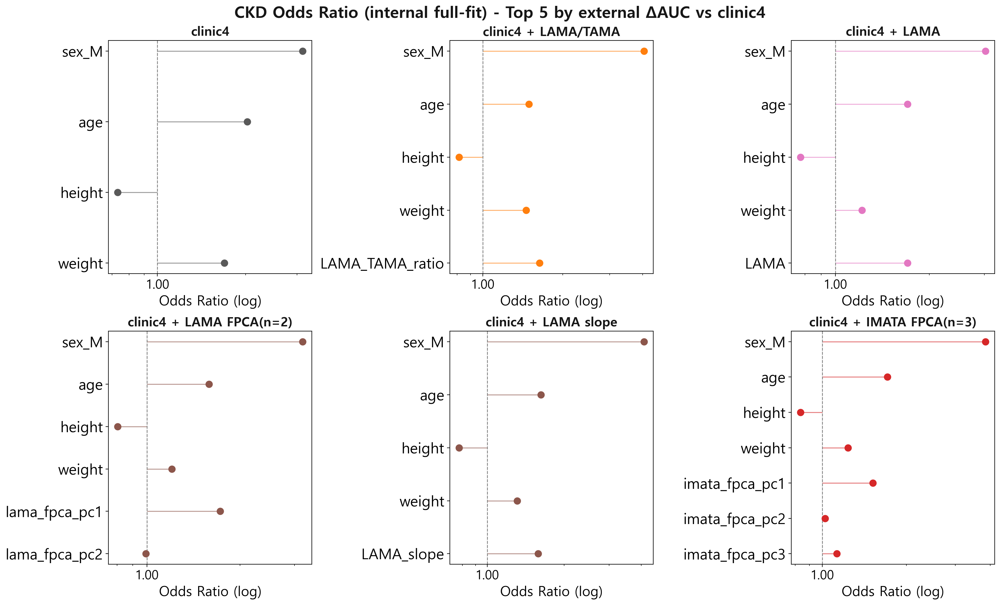 CKD Odds Ratio (internal full-fit) - Top 5 by external ΔAUC vs clinic4
clinic4
sex_M
age
height
weight
1.00
Odds Ratio (log)
clinic4 + LAMA/TAMA
sex_M
age
height
weight
LAMA_TAMA_ratio
1.00
Odds Ratio (log)
clinic4 + LAMA
sex_M
age
height
weight
LAMA
1.00
Odds Ratio (log)
clinic4 + LAMA FPCA(n=2)
sex_M
age
height
weight
lama_fpca_pc1
lama_fpca_pc2
1.00
Odds Ratio (log)
clinic4 + LAMA slope
sex_M
age
height
weight
LAMA_slope
1.00
Odds Ratio (log)
clinic4 + IMATA FPCA(n=3)
sex_M
age
height
weight
imata_fpca_pc1
imata_fpca_pc2
imata_fpca_pc3
1.00
Odds Ratio (log)